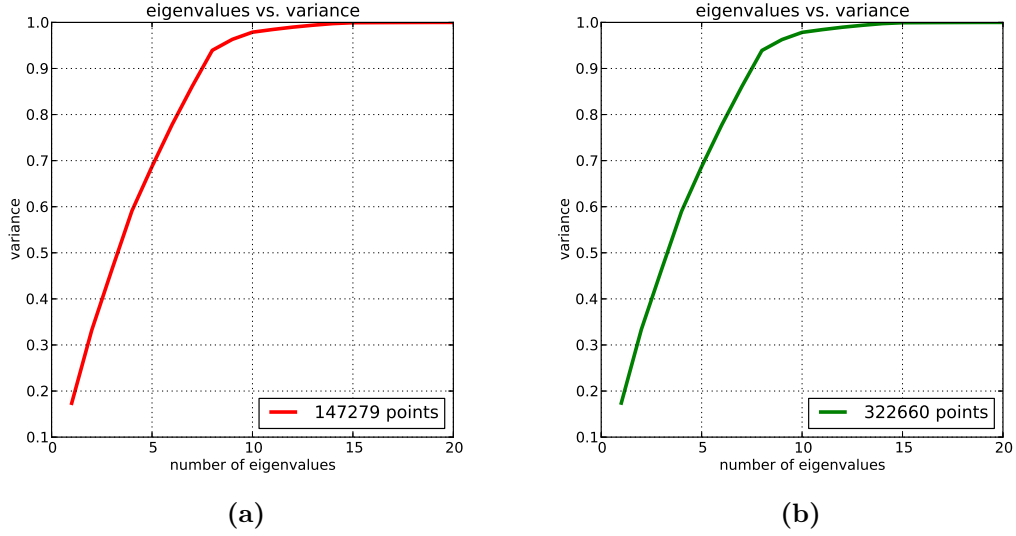 eigenvalues vs. variance
1.0
0.9
0.8
0.7
0.6
0.5
0.4
0.3
0.2
0.1
variance
0 5 10 15 20
number of eigenvalues
147279 points
(a)
eigenvalues vs. variance
1.0
0.9
0.8
0.7
0.6
0.5
0.4
0.3
0.2
0.1
variance
0 5 10 15 20
number of eigenvalues
322660 points
(b)